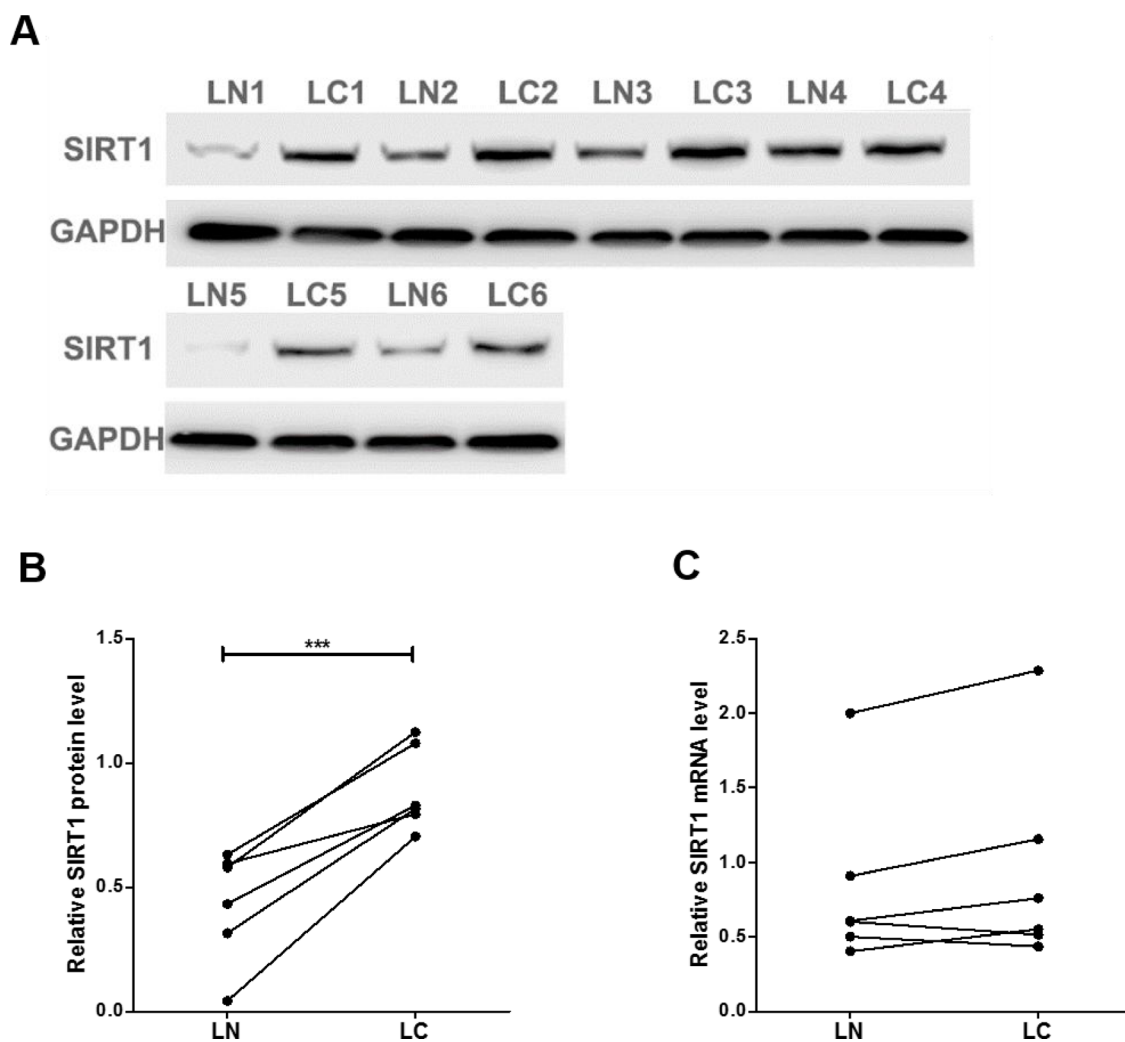 A
LN1 LC1 LN2 LC2 LN3 LC3 LN4 LC4
SIRT1
GAPDH
LN5 LC5 LN6 LC6
SIRT1
GAPDH
B
Relative SIRT1 protein level
1.5
1.0
0.5
0.0
***
LN LC
C
Relative SIRT1 mRNA level
2.5
2.0
1.5
1.0
0.5
0.0
LN LC